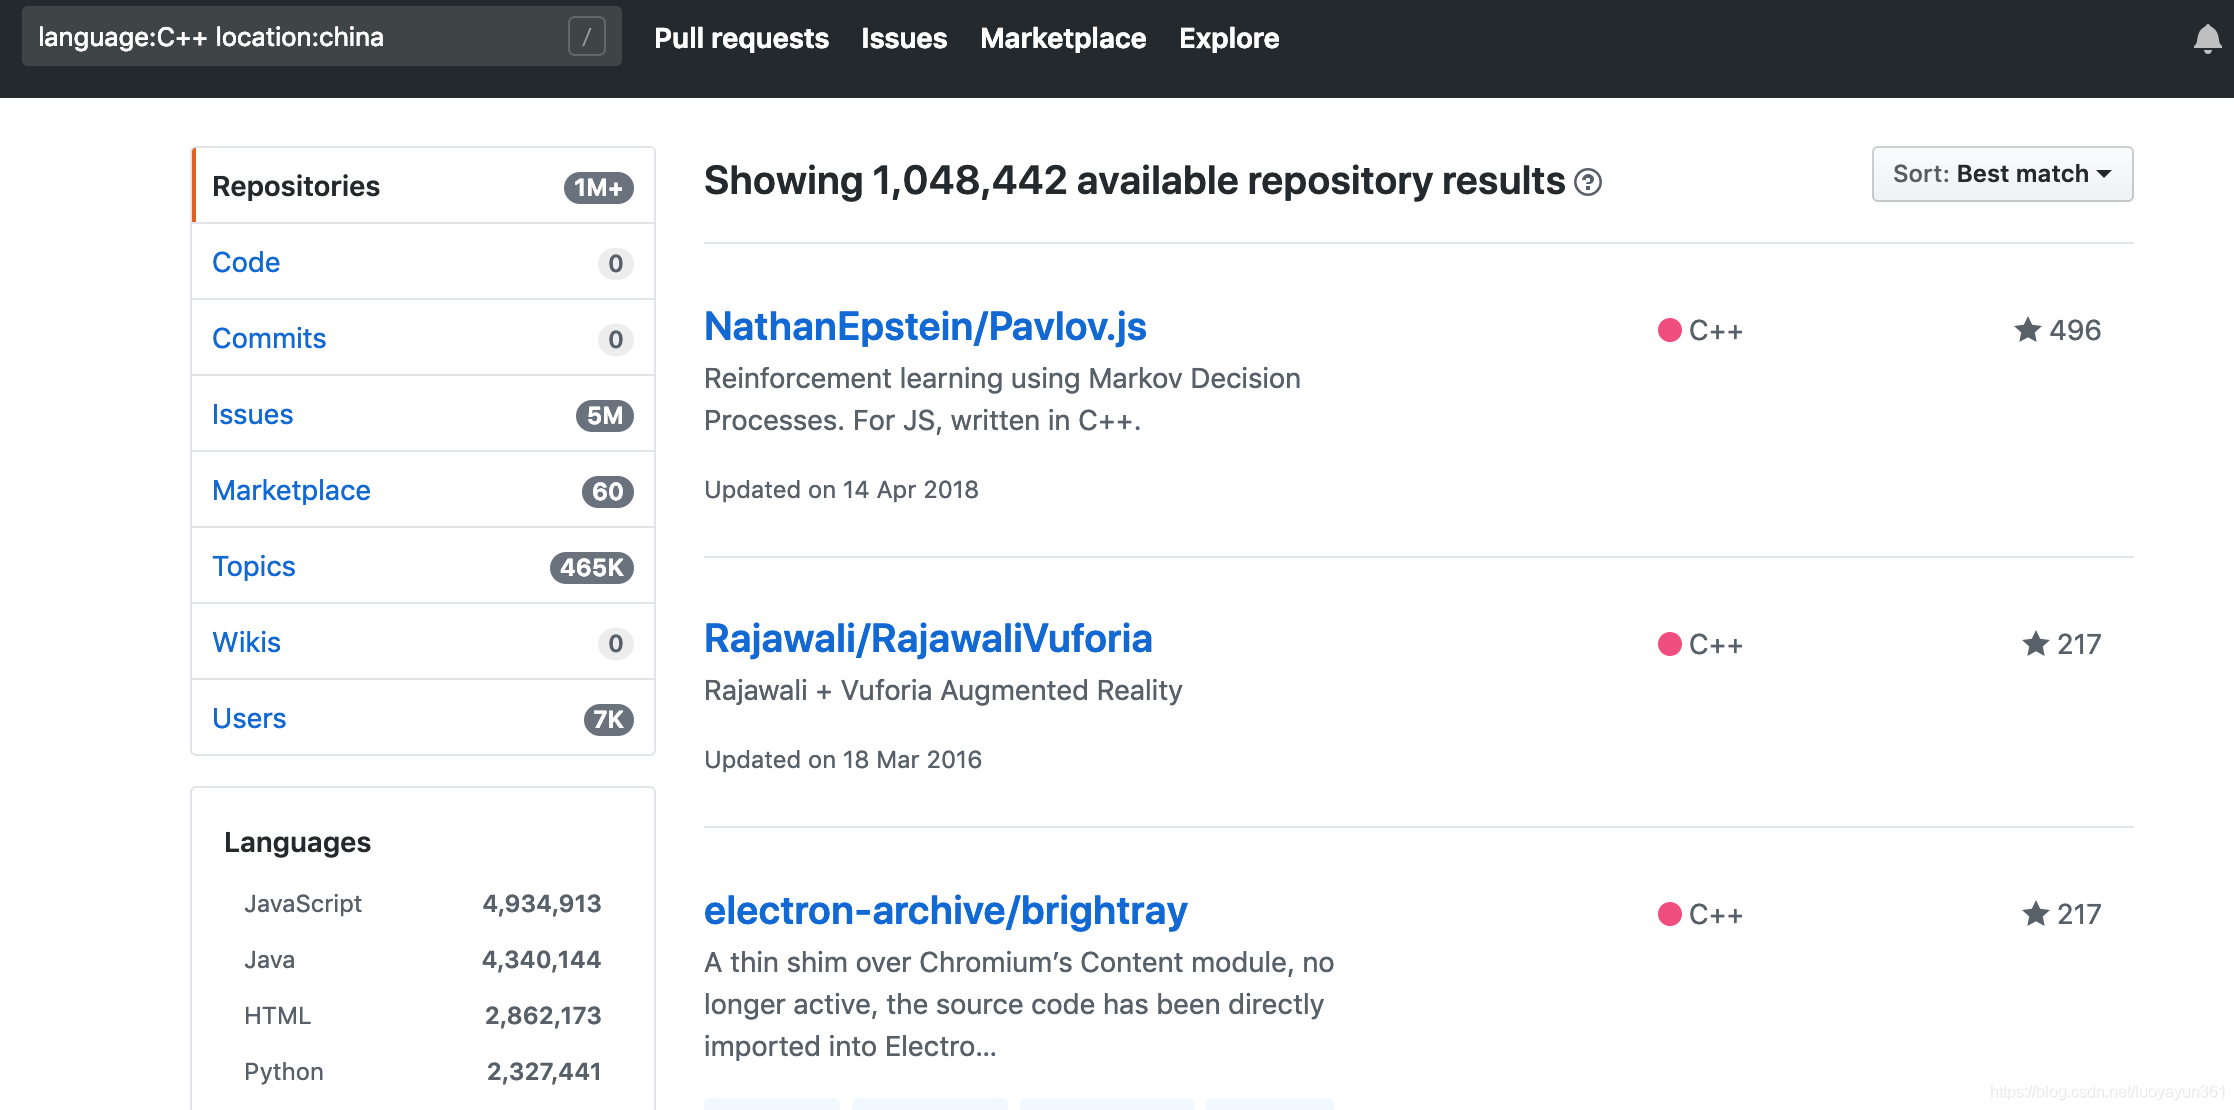 language:C++ location:china /
Pull requests Issues Marketplace Explore
Repositories 1M+
Code 0
Commits 0
Issues 5M
Marketplace 60
Topics 465K
Wikis 0
Users 7K
Languages
JavaScript 4,934,913
Java 4,340,144
HTML 2,862,173
Python 2,327,441
Showing 1,048,442 available repository results ?
Sort: Best match
NathanEpstein/Pavlov.js
C++
496
Reinforcement learning using Markov Decision
Processes. For JS, written in C++.
Updated on 14 Apr 2018
Rajawali/RajawaliVuforia
C++
217
Rajawali + Vuforia Augmented Reality
Updated on 18 Mar 2016
electron-archive/brightray
C++
217
A thin shim over Chromium’s Content module, no
longer active, the source code has been directly
imported into Electro...
https://blog.csdn.net/luoyayun361